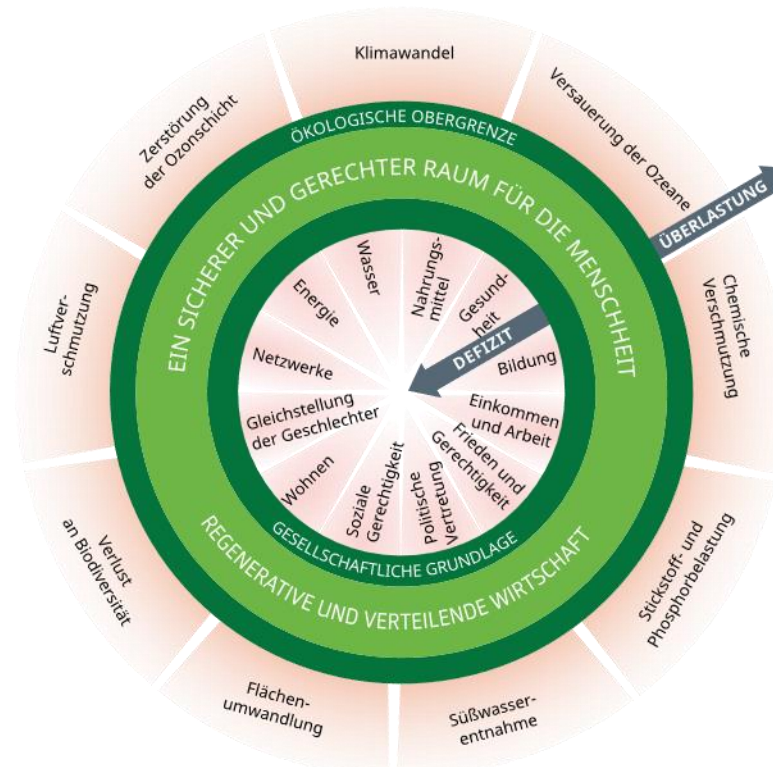 Klimawandel
Versauerung der Ozeane
ÜBERLASTUNG
Chemische
Verschmutzung
Stickstoff- und
Phosphorbelastung
Süßwasser-
entnahme
Flächen-
umwandlung
Verlust
an Biodiversität
Luftver-
schmutzung
Zerstörung
der Ozonschicht
ÖKOLOGISCHE OBERGRENZE
EIN SICHERER UND GERECHTER RAUM FÜR DIE MENSCHHEIT
REGENERATIVE UND VERTEILENDE WIRTSCHAFT
GESELLSCHAFTLICHE GRUNDLAGE
Wasser
Nahrungs-
mittel
Gesund-
heit
DEFIZIT
Bildung
Einkommen
und Arbeit
Frieden und
Gerechtigkeit
Politische
Vertretung
Soziale
Gerechtigkeit
Wohnen
Gleichstellung
der Geschlechter
Netzwerke
Energie